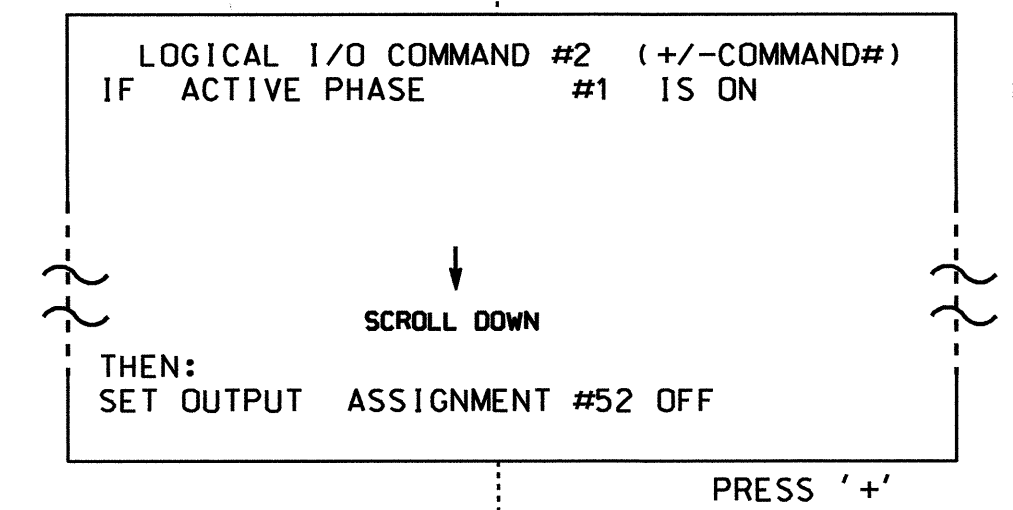 LOGICAL I/O COMMAND #2 (+/-COMMAND#)
IF ACTIVE PHASE #1 IS ON
SCROLL DOWN
THEN:
SET OUTPUT ASSIGNMENT #52 OFF
PRESS '+'